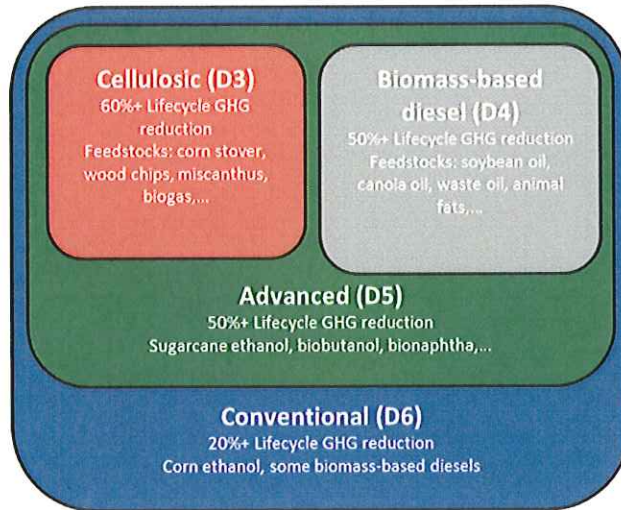 Cellulosic (D3)
60%+ Lifecycle GHG
reduction
Feedstocks: corn stover,
wood chips, miscanthus,
biogas,...
Biomass-based
diesel (D4)
50%+ Lifecycle GHG reduction
Feedstocks: soybean oil,
canola oil, waste oil, animal
fats,...
Advanced (D5)
50%+ Lifecycle GHG reduction
Sugarcane ethanol, biobutanol, bionaphtha,...
Conventional (D6)
20%+ Lifecycle GHG reduction
Corn ethanol, some biomass-based diesels